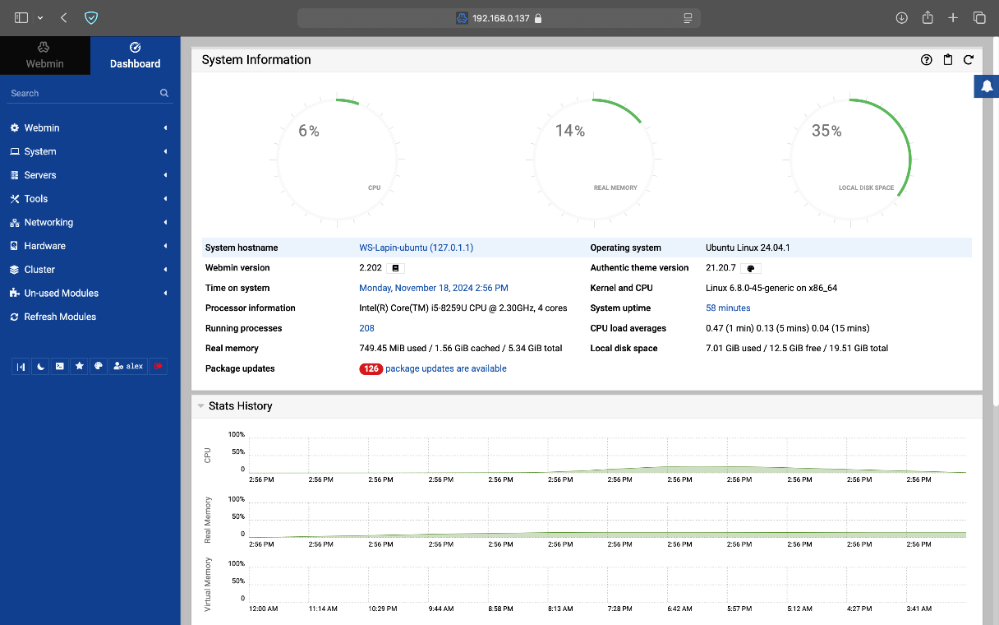 192.168.0.137
Webmin
Dashboard
Search
Webmin
System
Servers
Tools
Networking
Hardware
Cluster
Un-used Modules
Refresh Modules
alex
System Information
6%
CPU
14%
REAL MEMORY
35%
LOCAL DISK SPACE
System hostname WS-Lapin-ubuntu (127.0.1.1) Operating system Ubuntu Linux 24.04.1
Webmin version 2.202 Authentic theme version 21.20.7
Time on system Monday, November 18, 2024 2:56 PM Kernel and CPU Linux 6.8.0-45-generic on x86_64
Processor information Intel(R) Core(TM) i5-8259U CPU @ 2.30GHz, 4 cores System uptime 58 minutes
Running processes 208 CPU load averages 0.47 (1 min) 0.13 (5 mins) 0.04 (15 mins)
Real memory 749.45 MiB used / 1.56 GiB cached / 5.34 GiB total Local disk space 7.01 GiB used / 12.5 GiB free / 19.51 GiB total
Package updates 126 package updates are available
Stats History
CPU
100%
50%
0
2:56 PM 2:56 PM 2:56 PM 2:56 PM 2:56 PM 2:56 PM 2:56 PM 2:56 PM 2:56 PM 2:56 PM 2:56 PM 2:56 PM
Real Memory
100%
50%
0
2:56 PM 2:56 PM 2:56 PM 2:56 PM 2:56 PM 2:56 PM 2:56 PM 2:56 PM 2:56 PM 2:56 PM 2:56 PM 2:56 PM
Virtual Memory
100%
50%
0
12:00 AM 11:14 AM 10:29 PM 9:44 AM 8:58 PM 8:13 AM 7:28 PM 6:42 AM 5:57 PM 5:12 AM 4:27 PM 3:41 AM